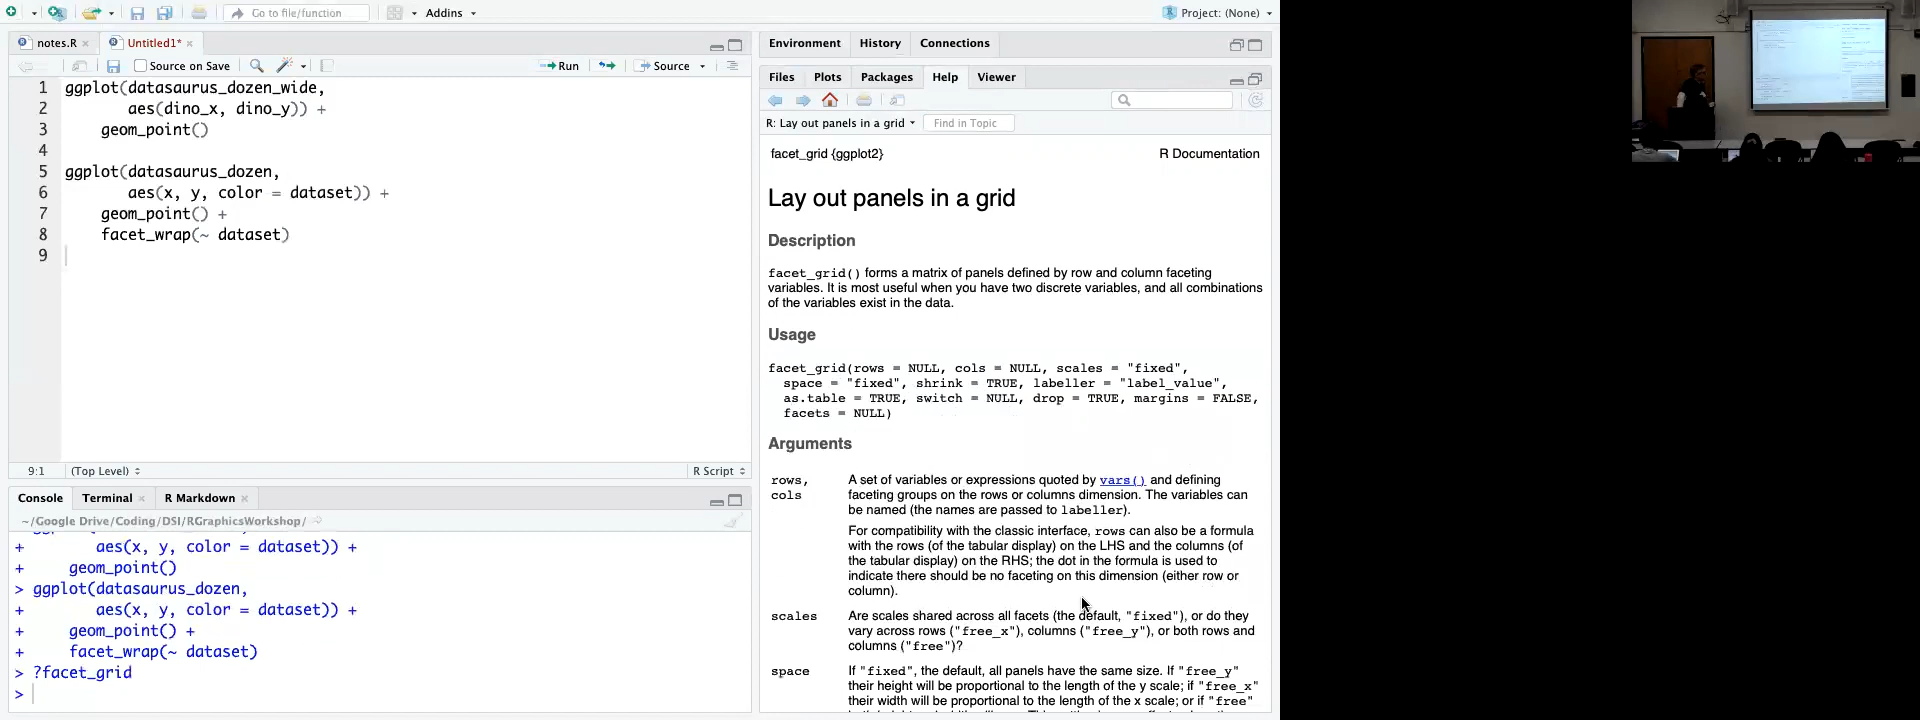 Go to file/function
Addins
Project: (None)
notes.R
Untitled1*
Source on Save
Run
Source
1 ggplot(datasaurus_dozen_wide,
2 aes(dino_x, dino_y)) +
3 geom_point()
4
5 ggplot(datasaurus_dozen,
6 aes(x, y, color = dataset)) +
7 geom_point() +
8 facet_wrap(~ dataset)
9
9:1 (Top Level) R Script
Console Terminal R Markdown
~/Google Drive/Coding/DSI/RGraphicsWorkshop/
+ aes(x, y, color = dataset)) +
+ geom_point()
> ggplot(datasaurus_dozen,
+ aes(x, y, color = dataset)) +
+ geom_point() +
+ facet_wrap(~ dataset)
> ?facet_grid
>
Environment History Connections
Files Plots Packages Help Viewer
R: Lay out panels in a grid Find in Topic
facet_grid {ggplot2} R Documentation
Lay out panels in a grid
Description
facet_grid() forms a matrix of panels defined by row and column faceting
variables. It is most useful when you have two discrete variables, and all combinations
of the variables exist in the data.
Usage
facet_grid(rows = NULL, cols = NULL, scales = "fixed",
space = "fixed", shrink = TRUE, labeller = "label_value",
as.table = TRUE, switch = NULL, drop = TRUE, margins = FALSE,
facets = NULL)
Arguments
rows, A set of variables or expressions quoted by vars() and defining
cols faceting groups on the rows or columns dimension. The variables can
be named (the names are passed to labeller).
For compatibility with the classic interface, rows can also be a formula
with the rows (of the tabular display) on the LHS and the columns (of
the tabular display) on the RHS; the dot in the formula is used to
indicate there should be no faceting on this dimension (either row or
column).
scales Are scales shared across all facets (the default, "fixed"), or do they
vary across rows ("free_x"), columns ("free_y"), or both rows and
columns ("free")?
space If "fixed", the default, all panels have the same size. If "free_y"
their height will be proportional to the length of the y scale; if "free_x"
their width will be proportional to the length of the x scale; or if "free"